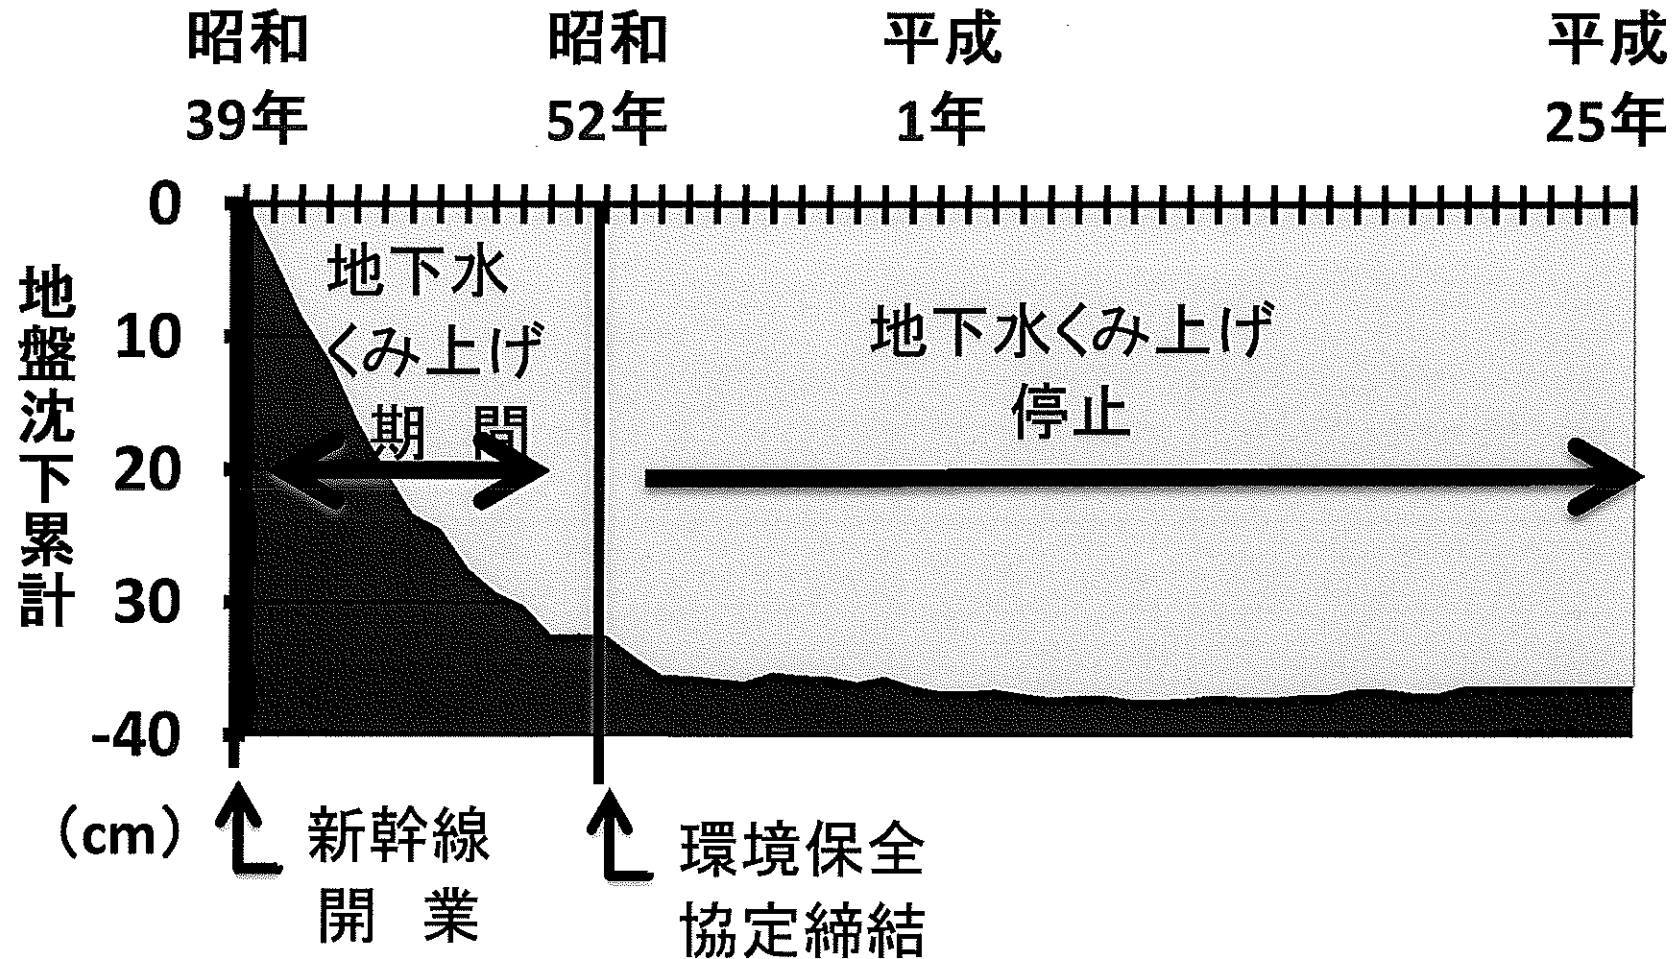 昭和 昭和 平成 平成
39年 52年 1年 25年
0
10
20
30
-40
(cm)
地盤沈下累計
地下水
くみ上げ
期 間
地下水くみ上げ
停止
新幹線
開 業
環境保全
協定締結